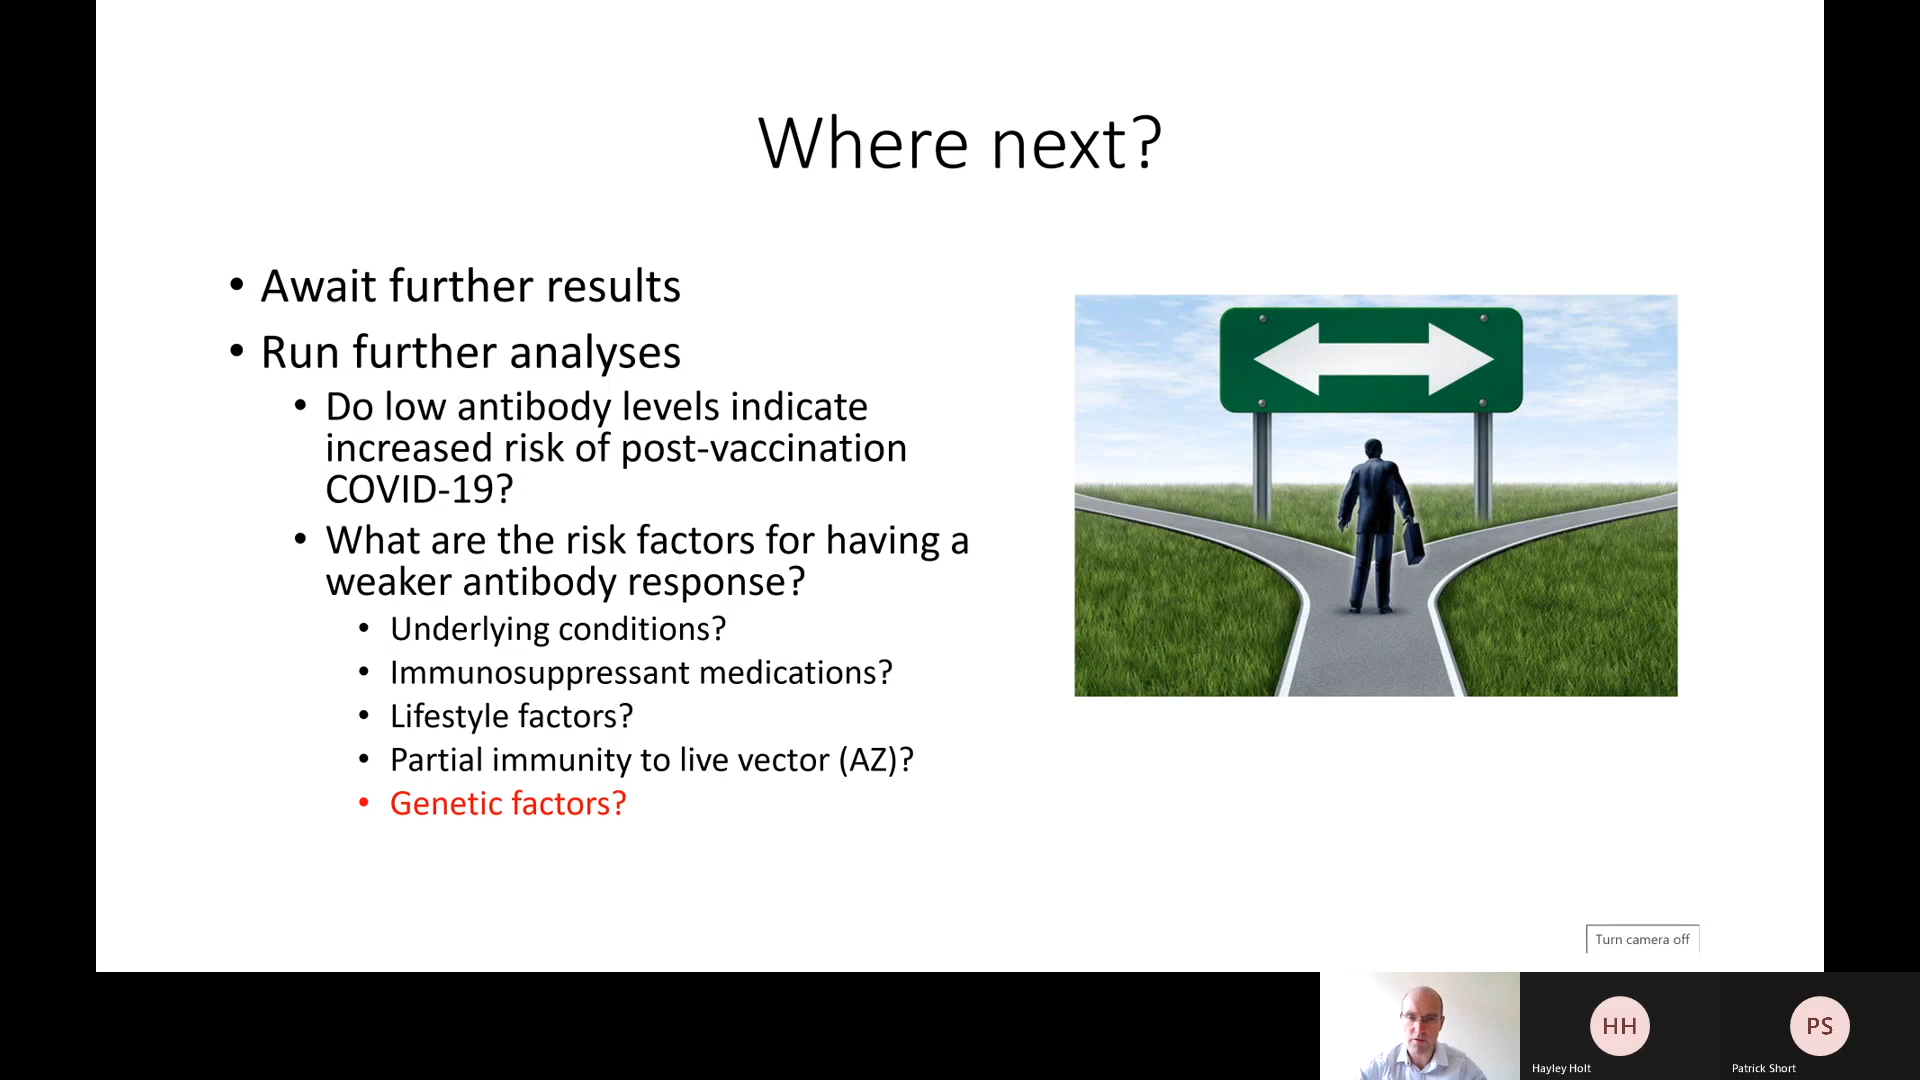 Where next?
• Await further results
• Run further analyses
• Do low antibody levels indicate
increased risk of post-vaccination
COVID-19?
• What are the risk factors for having a
weaker antibody response?
• Underlying conditions?
• Immunosuppressant medications?
• Lifestyle factors?
• Partial immunity to live vector (AZ)?
• Genetic factors?
Turn camera off
HH
PS
Hayley Holt
Patrick Short